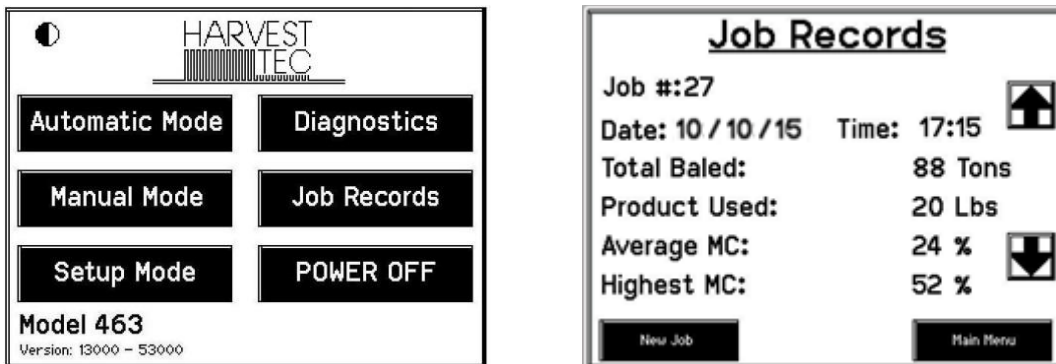 HARVEST
TEC
Automatic Mode
Diagnostics
Manual Mode
Job Records
Setup Mode
POWER OFF
Model 463
Version: 13000 - 53000
Job Records
Job #:27
Date: 10 / 10 / 15 Time: 17:15
Total Baled: 88 Tons
Product Used: 20 Lbs
Average MC: 24 %
Highest MC: 52 %
New Job
Main Menu